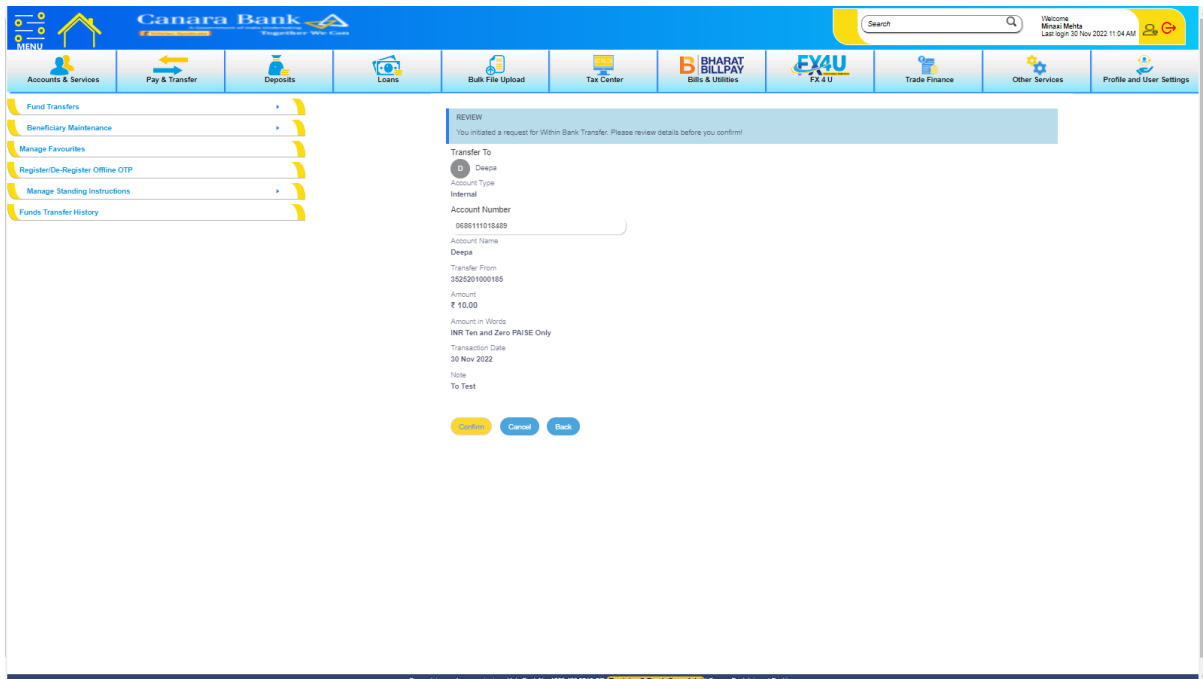 MENU
Canara Bank
Together We Can
Search
Welcome
Minaxi Mehta
Last login 30 Nov 2022 11:04 AM
Accounts & Services
Pay & Transfer
Deposits
Loans
Bulk File Upload
Tax Center
BHARAT
BILLPAY
Bills & Utilities
FX4U
FX 4 U
Trade Finance
Other Services
Profile and User Settings
Fund Transfers
Beneficiary Maintenance
Manage Favourites
Register/De-Register Offline OTP
Manage Standing Instructions
Funds Transfer History
REVIEW
You initiated a request for Within Bank Transfer. Please review details before you confirm!
Transfer To
D Deepa
Account Type
Internal
Account Number
0686111018489
Account Name
Deepa
Transfer From
3525201000185
Amount
₹ 10.00
Amount in Words
INR Ten and Zero PAISE Only
Transaction Date
30 Nov 2022
Note
To Test
Confirm Cancel Back